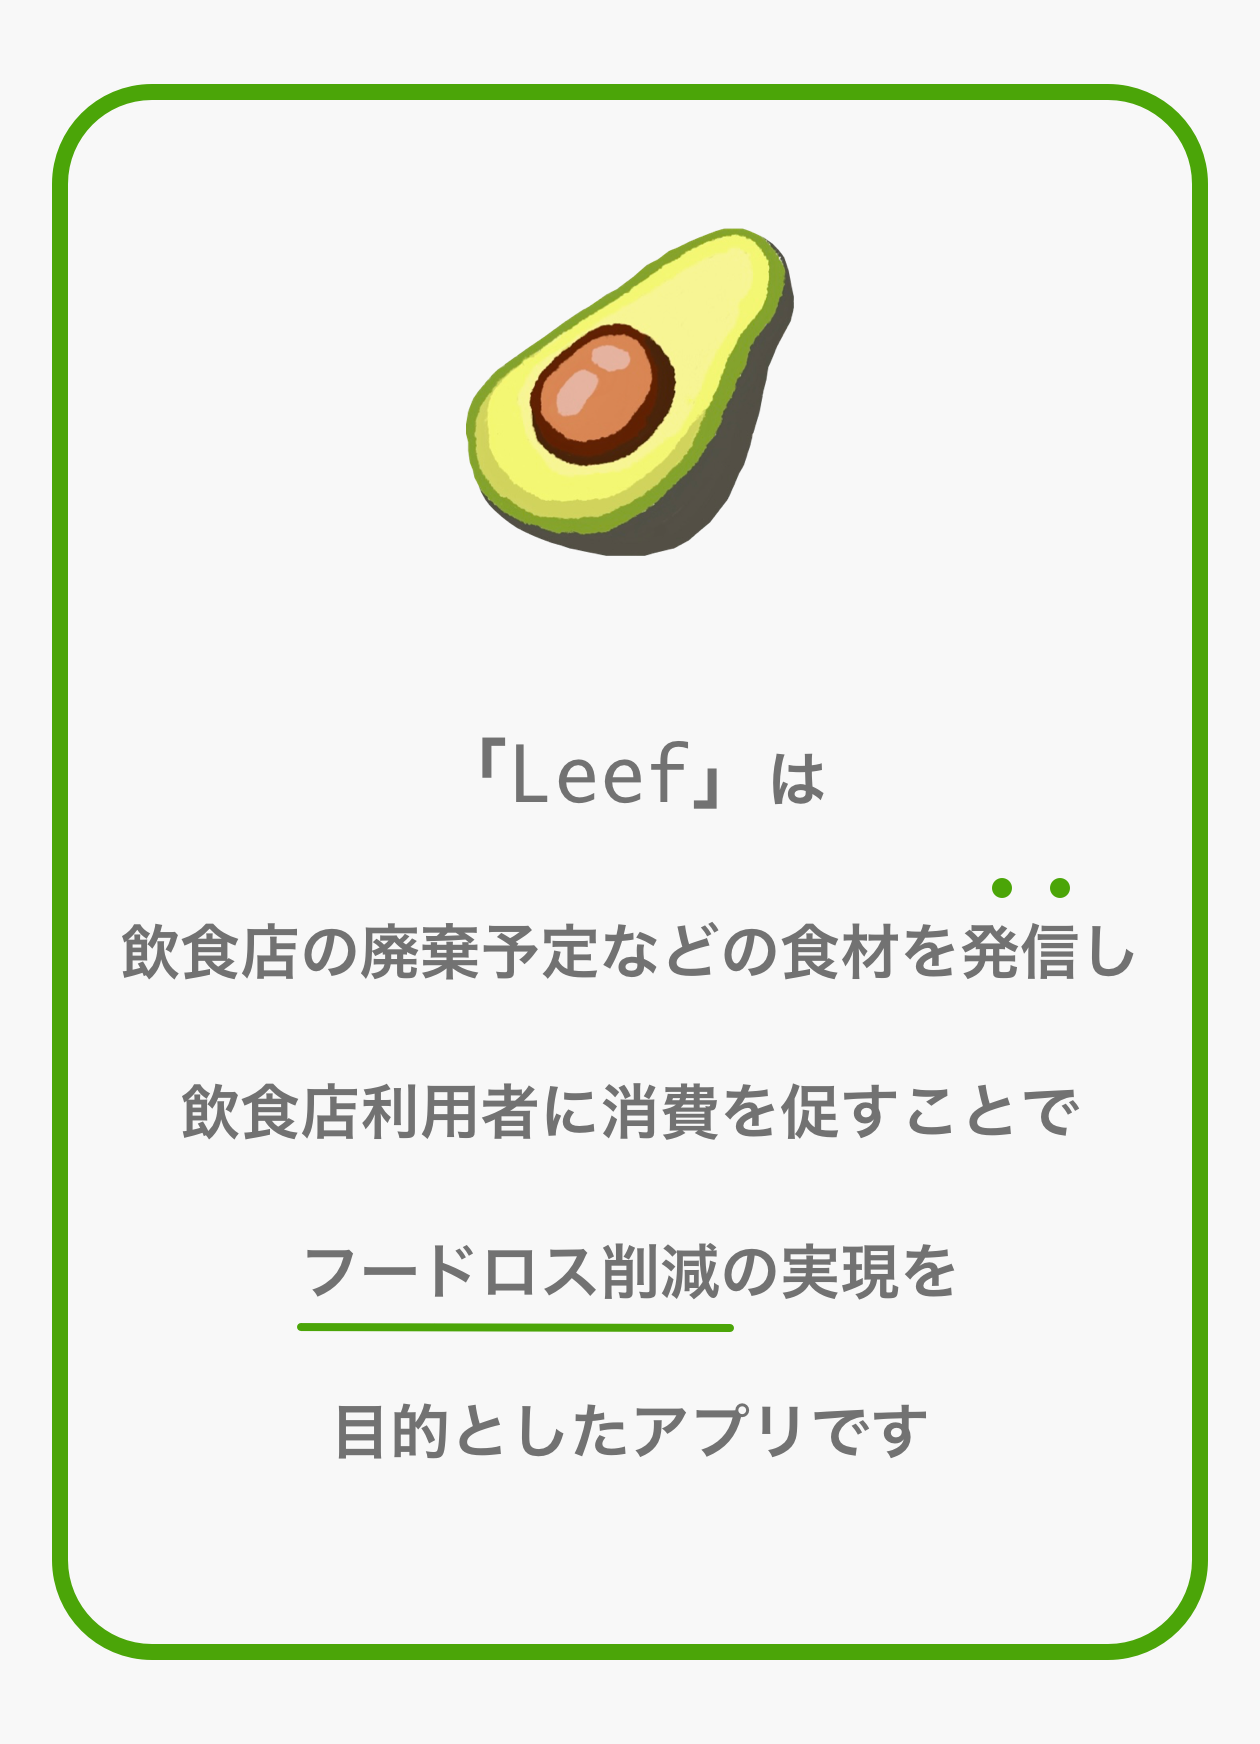 「Leef」は
飲食店の廃棄予定などの食材を発信し
飲食店利用者に消費を促すことで
フードロス削減の実現を
目的としたアプリです